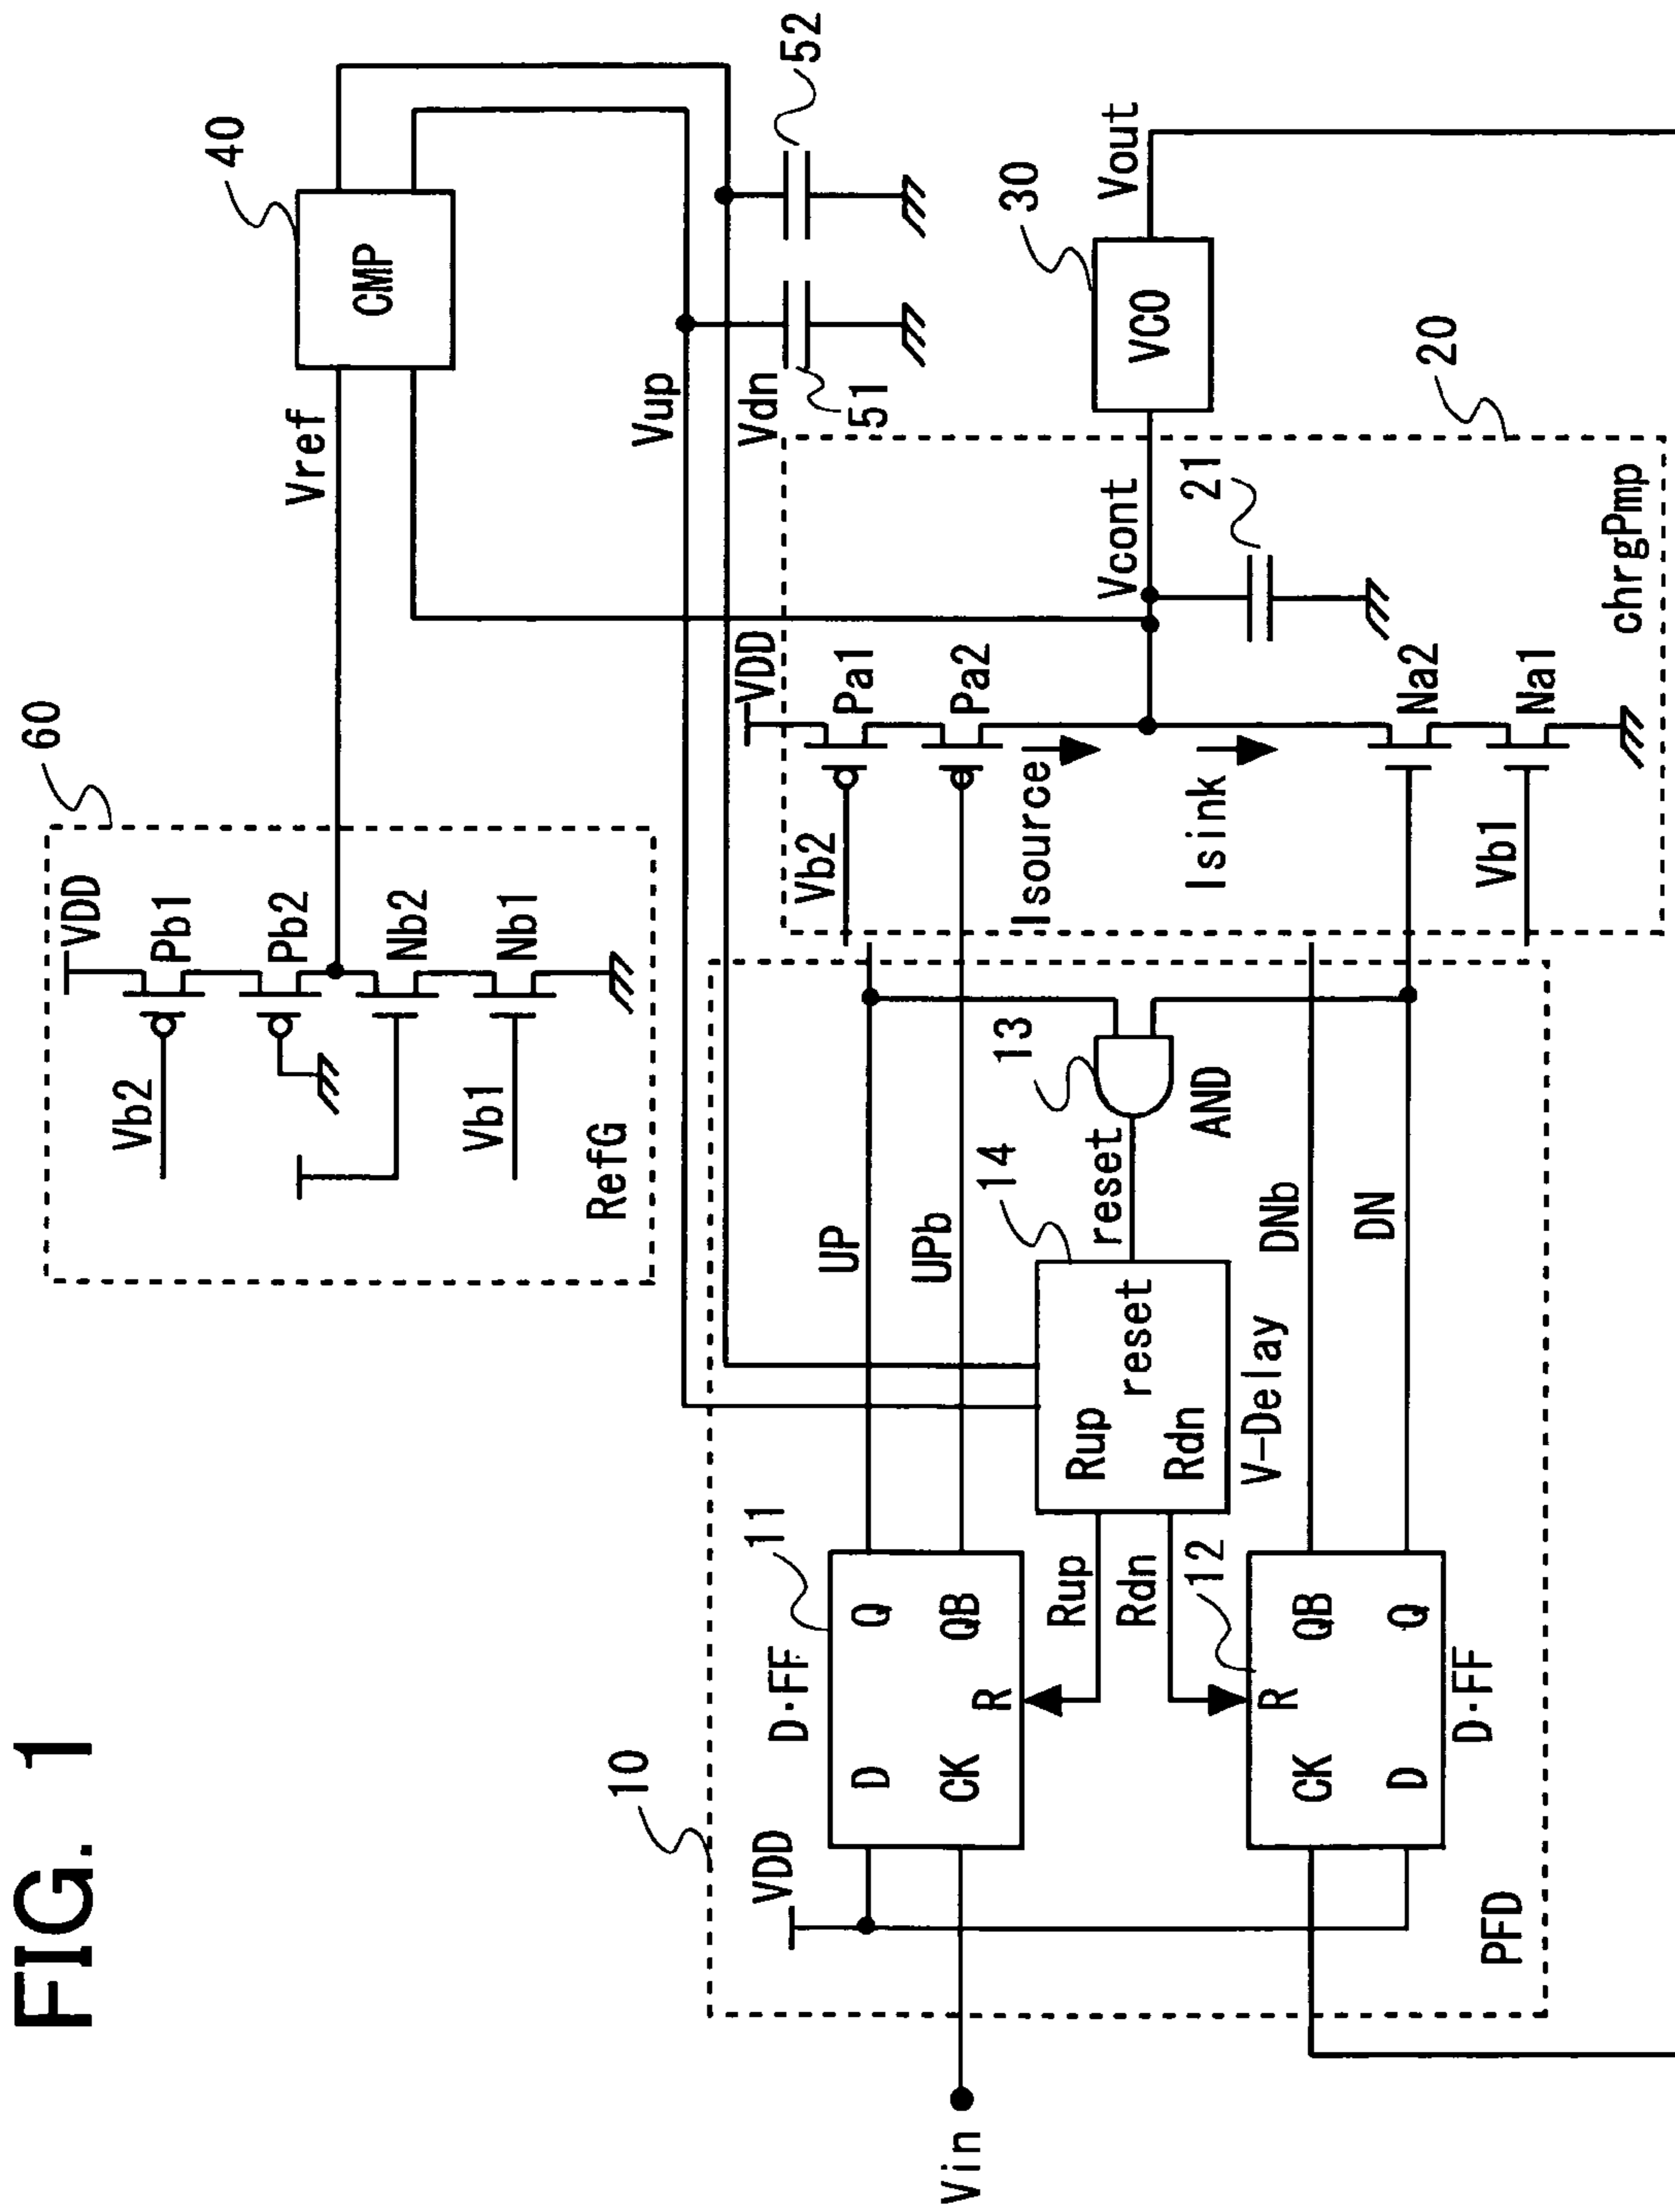 FIG. 1
60
VDD
Vb2
Pb1
Pb2
Nb2
Vb1
Nb1
RefG
Vref
40
CMP
Vup
Vdn
51
52
10
VDD
D·FF
11
D
Q
CK
QB
R
UP
UPb
Vin
Rup
Rdn
14
Rup
reset
Rdn
V-Delay
reset
13
AND
12
R
CK
QB
D
Q
D·FF
DNb
DN
PFD
VDD
Vb2
Pa1
Pa2
Isource
Isink
Vcont
21
Na2
Vb1
Na1
chrgPmp
20
30
VCO
Vout